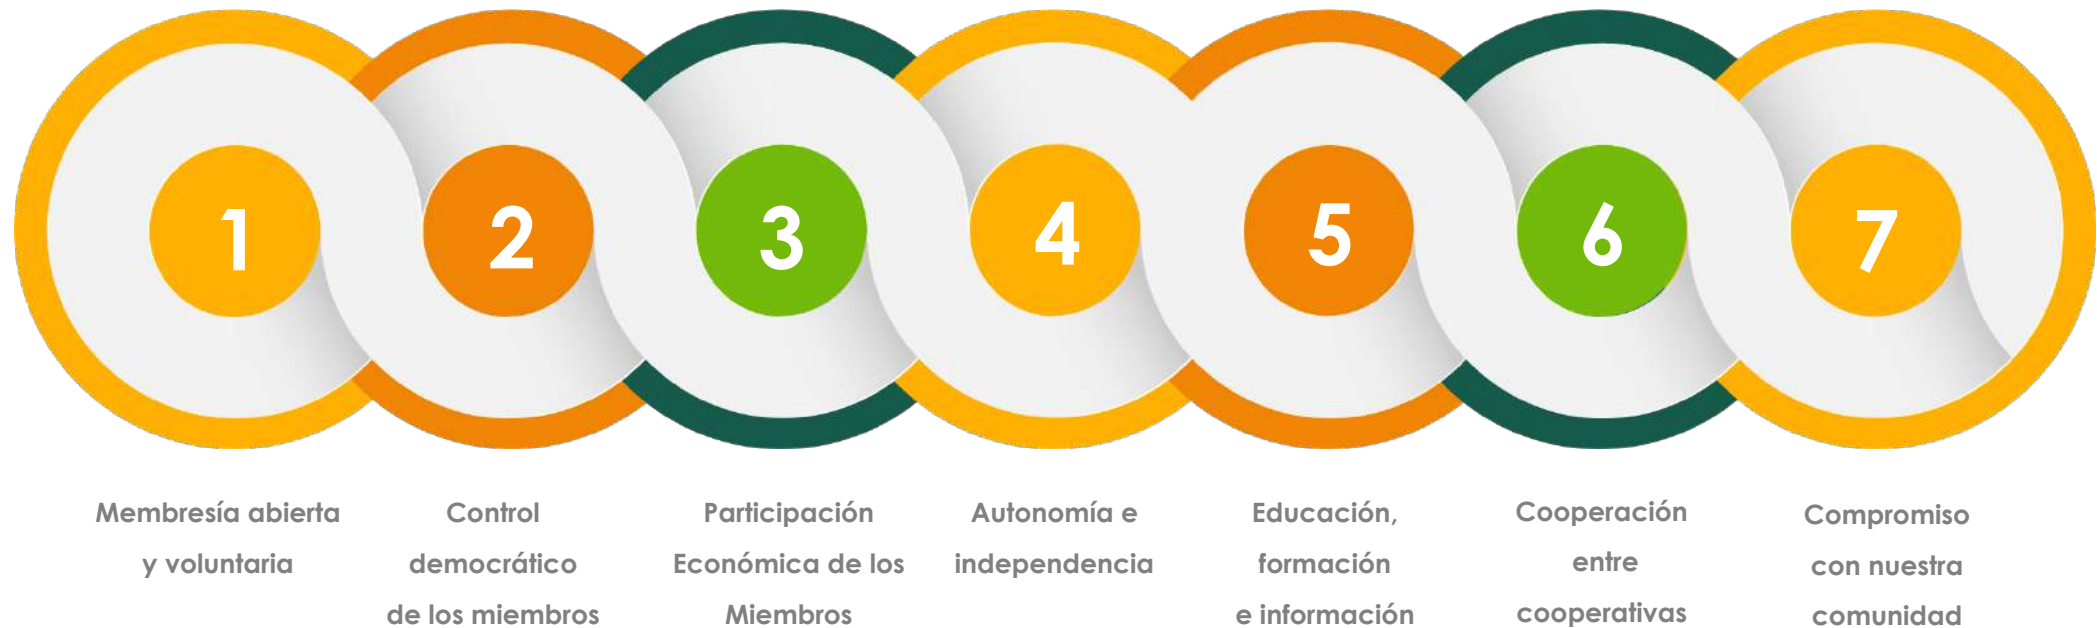 1
2
3
4
5
6
7
Membresía abierta
y voluntaria
Control
democrático
de los miembros
Participación
Económica de los
Miembros
Autonomía e
independencia
Educación,
formación
e información
Cooperación
entre
cooperativas
Compromiso
con nuestra
comunidad